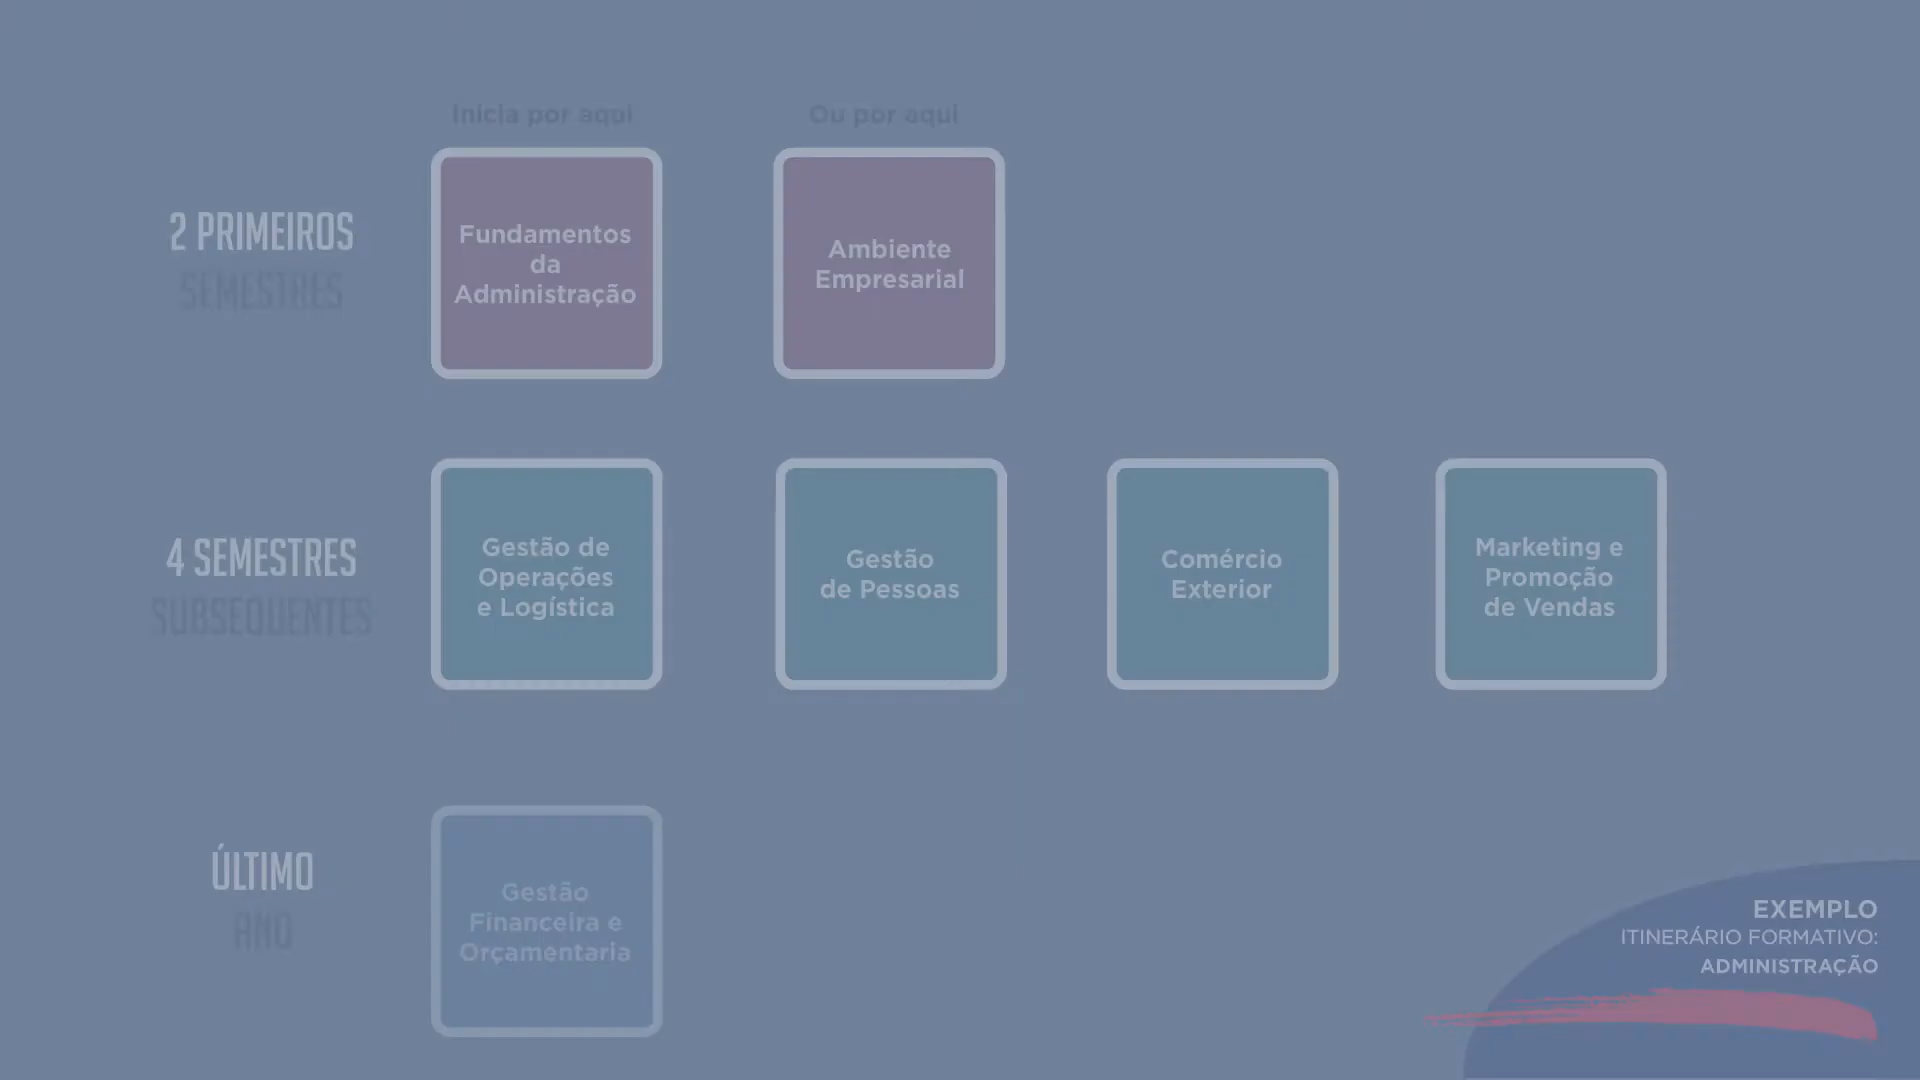 Inicia por aqui
Ou por aqui
2 PRIMEIROS
SEMESTRES
Fundamentos
da
Administração
Ambiente
Empresarial
4 SEMESTRES
SUBSEQUENTES
Gestão de
Operações
e Logística
Gestão
de Pessoas
Comércio
Exterior
Marketing e
Promoção
de Vendas
ÚLTIMO
ANO
Gestão
Financeira e
Orçamentaria
EXEMPLO
ITINERÁRIO FORMATIVO:
ADMINISTRAÇÃO